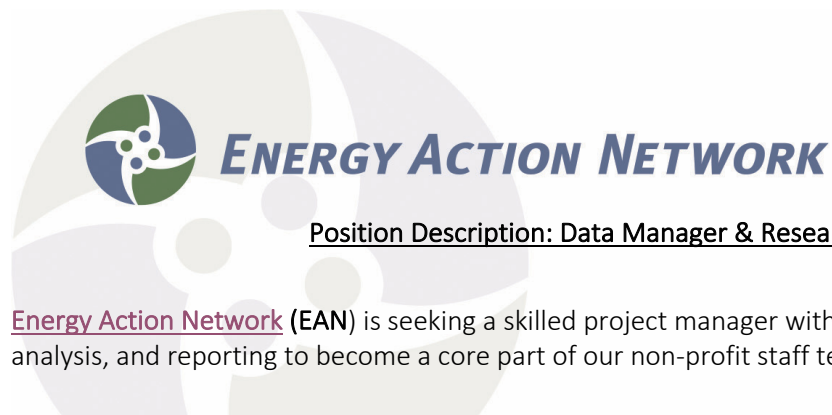 ENERGY ACTION NETWORK
Position Description: Data Manager & Resea
Energy Action Network (EAN) is seeking a skilled project manager with
analysis, and reporting to become a core part of our non-profit staff te